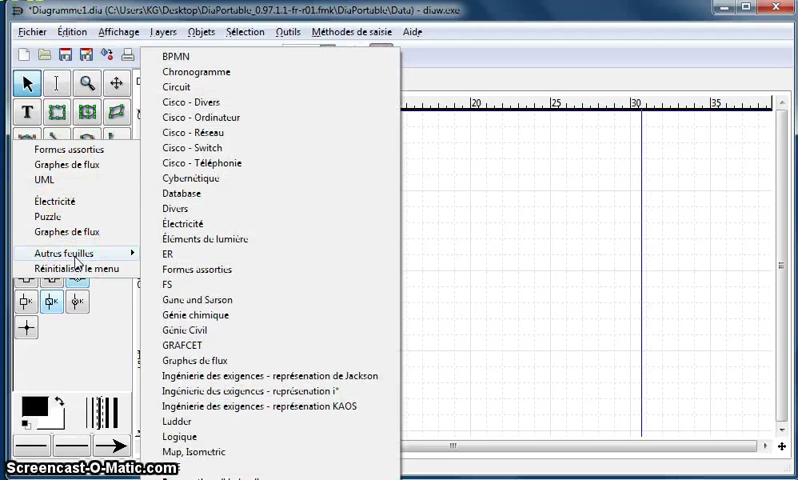 *Diagramme1.dia (C:\Users\KG\Desktop\DiaPortable_0.97.1.1-fr-r01.fmk\DiaPortable\Data) - diaw.exe
Fichier Édition Affichage Layers Objets Sélection Outils Méthodes de saisie Aide
20 25 30 35
T
Formes assorties
Graphes de flux
UML
Électricité
Puzzle
Graphes de flux
Autres feuilles
Réinitialiser le menu
BPMN
Chronogramme
Circuit
Cisco - Divers
Cisco - Ordinateur
Cisco - Réseau
Cisco - Switch
Cisco - Téléphonie
Cybernétique
Database
Divers
Électricité
Éléments de lumière
ER
Formes assorties
FS
Gane and Sarson
Génie chimique
Génie Civil
GRAFCET
Graphes de flux
Ingénierie des exigences - représenation de Jackson
Ingénierie des exigences - représenation i*
Ingénierie des exigences - représenation KAOS
Ladder
Logique
Map, Isometric
Screencast-O-Matic.com